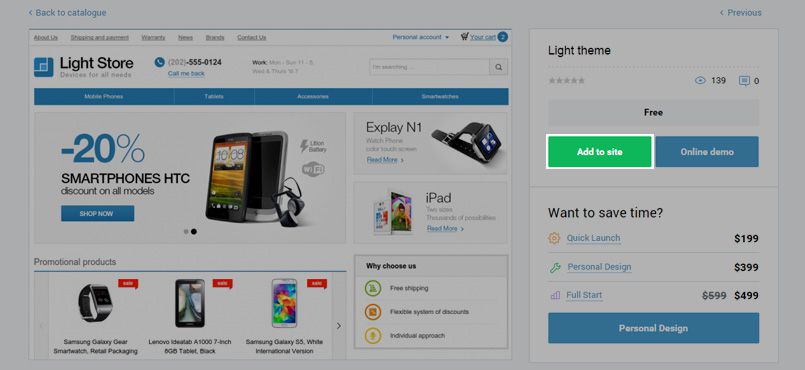 Back to catalogue
Previous
About Us Shipping and payment Warranty News Brands Contact Us
Personal account Your cart 2
Light Store
Devices for all needs
(202)-555-0124
Call me back
Work: Mon - Sun 11 - 5,
Wed & Thurs 'til 7
I'm searching ...
Mobile Phones Tablets Accessories Smartwatches
-20%
SMARTPHONES HTC
discount on all models
SHOP NOW
Litium
Battery
Wi Fi
Explay N1
Watch Phone
color touch screen
Read More
iPad
Two sizes
Thousands of possibilities
Read More
Promotional products
sale sale sale
Samsung Galaxy Gear
Smartwatch, Retail Packaging
Lenovo Ideatab A1000 7-Inch
8GB Tablet, Black
Samsung Galaxy S5, White
International Version
Why choose us
Free shipping
Flexible system of discounts
Individual approach
Light theme
139 0
Free
Add to site Online demo
Want to save time?
Quick Launch $199
Personal Design $399
Full Start $599 $499
Personal Design